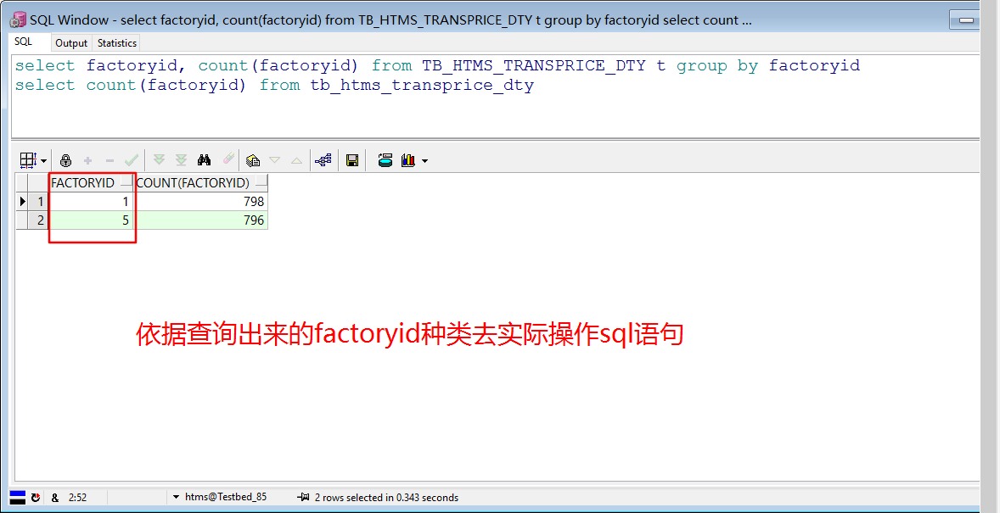 SQL Window - select factoryid, count(factoryid) from TB_HTMS_TRANSPRICE_DTY t group by factoryid select count ...
SQL Output Statistics
select factoryid, count(factoryid) from TB_HTMS_TRANSPRICE_DTY t group by factoryid
select count(factoryid) from tb_htms_transprice_dty
FACTORYID COUNT(FACTORYID)
1 1 798
2 5 796
依据查询出来的factoryid种类去实际操作sql语句
& 2:52 htms@Testbed_85 2 rows selected in 0.343 seconds